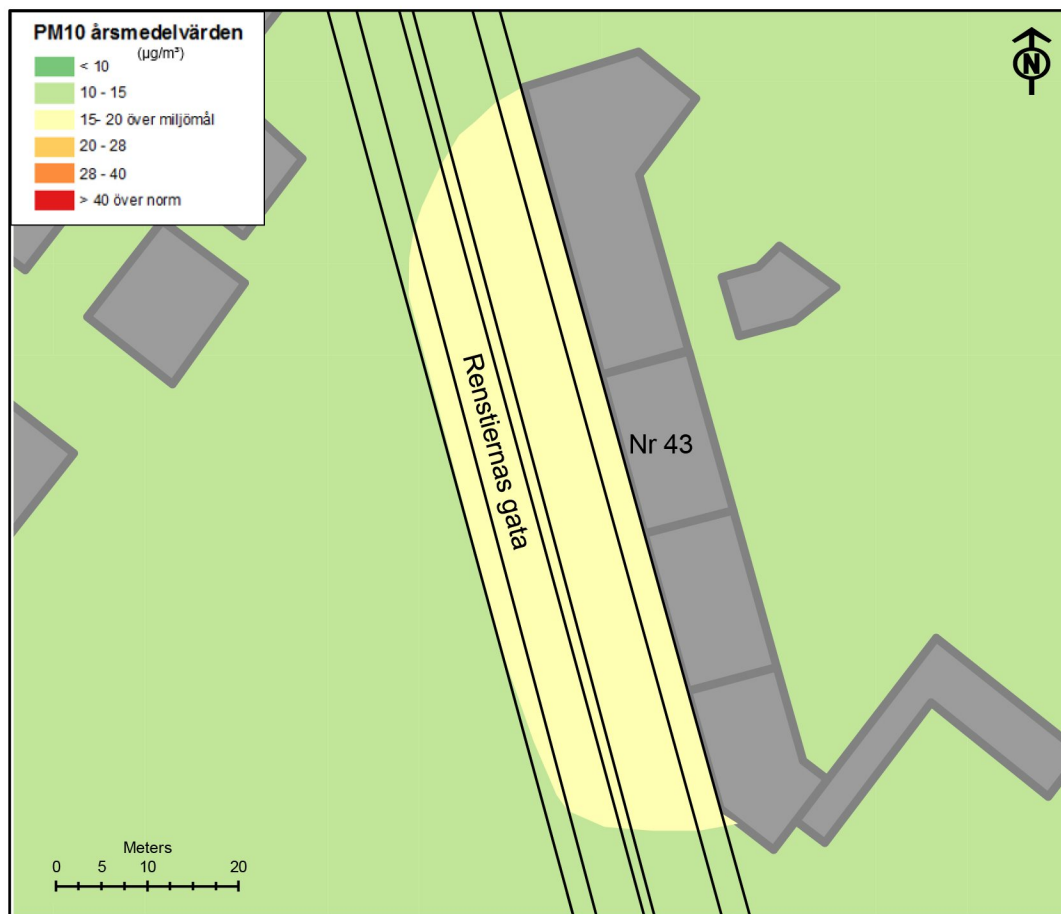 PM10 årsmedelvärden
(µg/m³)
< 10
10 - 15
15- 20 över miljömål
20 - 28
28 - 40
> 40 över norm
N
Renstiernas gata
Nr 43
Meters
0 5 10 20